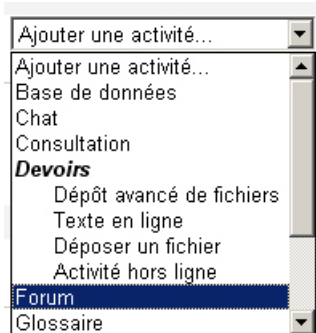 Ajouter une activité...
Ajouter une activité...
Base de données
Chat
Consultation
Devoirs
Dépôt avancé de fichiers
Texte en ligne
Déposer un fichier
Activité hors ligne
Forum
Glossaire